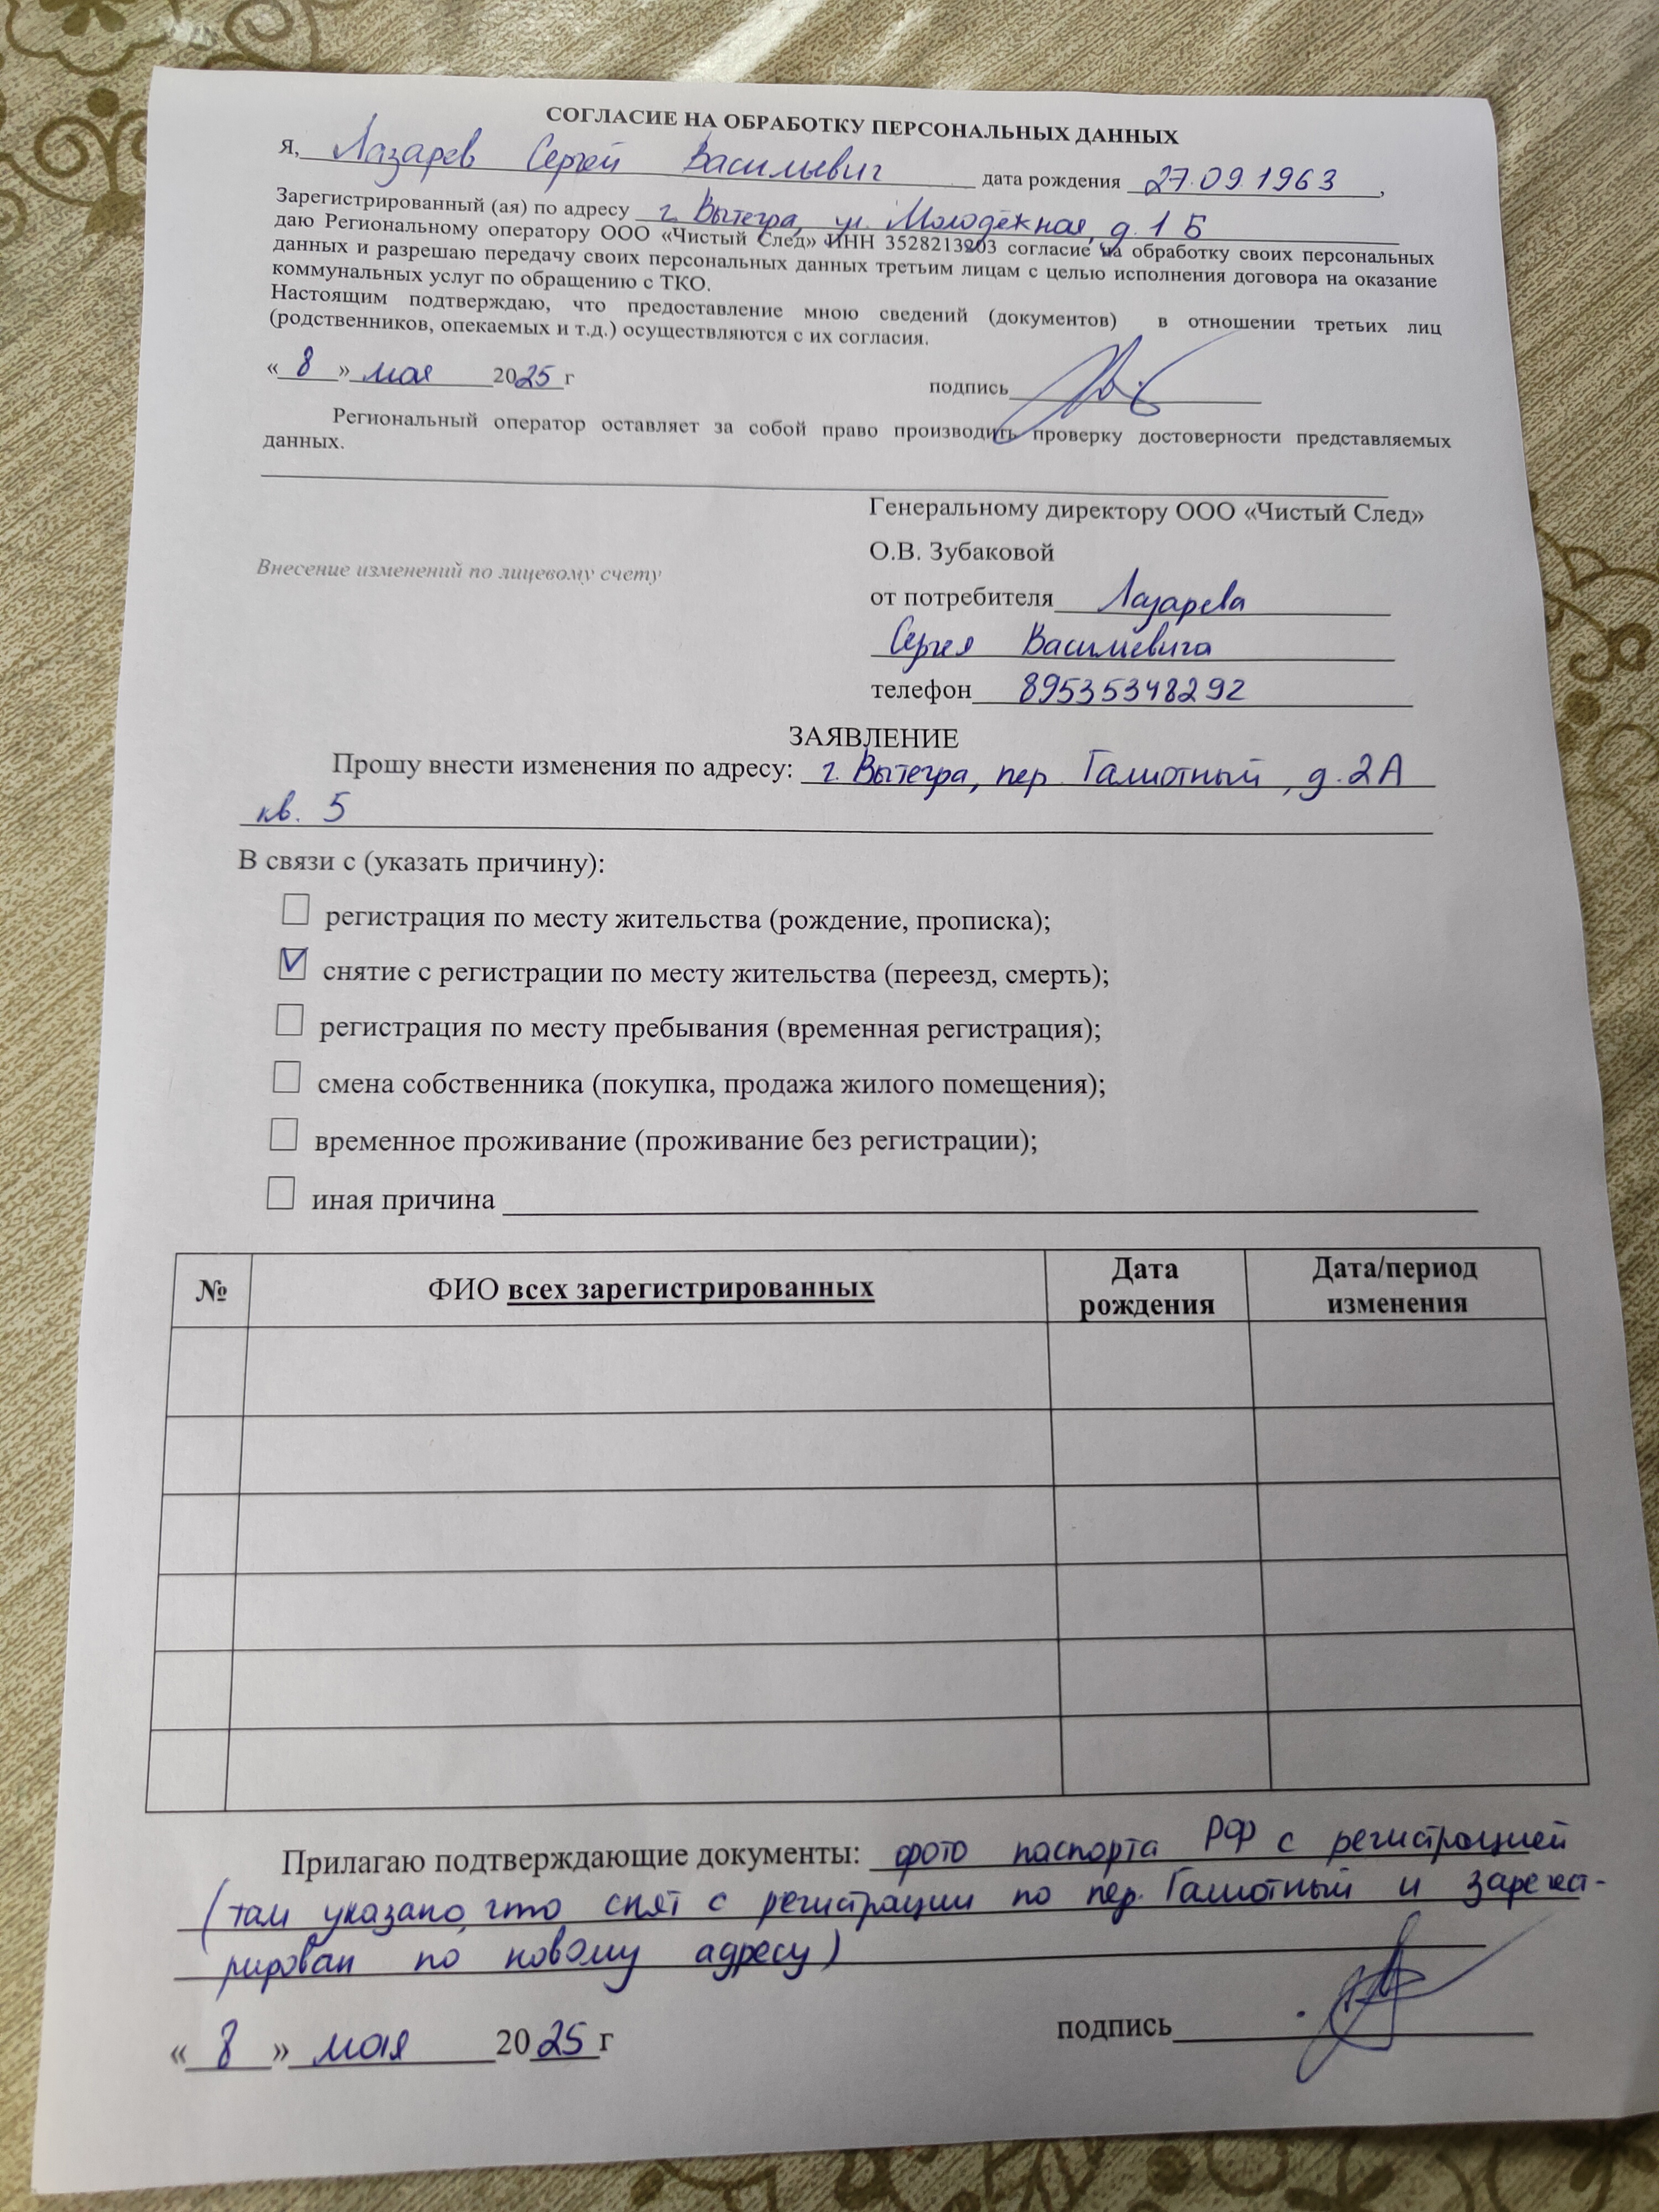 СОГЛАСИЕ НА ОБРАБОТКУ ПЕРСОНАЛЬНЫХ ДАННЫХ
Я, Лазарев Сергей Васильевич дата рождения 27.09.1963,
Зарегистрированный (ая) по адресу г. Вытегра, ул. Молодёжная, д. 1 Б
даю Региональному оператору ООО «Чистый След» ИНН 3528213203 согласие на обработку своих персональных
данных и разрешаю передачу своих персональных данных третьим лицам с целью исполнения договора на оказание
коммунальных услуг по обращению с ТКО.
Настоящим подтверждаю, что предоставление мною сведений (документов) в отношении третьих лиц
(родственников, опекаемых и т.д.) осуществляются с их согласия.
«8» мая 2025г подпись
Региональный оператор оставляет за собой право производить проверку достоверности представляемых
данных.
Генеральному директору ООО «Чистый След»
О.В. Зубаковой
Внесение изменений по лицевому счету
от потребителя Лазарева
Сергея Васильевича
телефон 89535348292
ЗАЯВЛЕНИЕ
Прошу внести изменения по адресу: г. Вытегра, пер. Галиотный, д. 2А
кв. 5
В связи с (указать причину):
регистрация по месту жительства (рождение, прописка);
снятие с регистрации по месту жительства (переезд, смерть);
регистрация по месту пребывания (временная регистрация);
смена собственника (покупка, продажа жилого помещения);
временное проживание (проживание без регистрации);
иная причина
№ ФИО всех зарегистрированных Дата рождения Дата/период изменения
Прилагаю подтверждающие документы: фото паспорта РФ с регистрацией
(там указано, что снят с регистрации по пер. Галиотный и зареги-
рирован по новому адресу)
«8» мая 2025г подпись